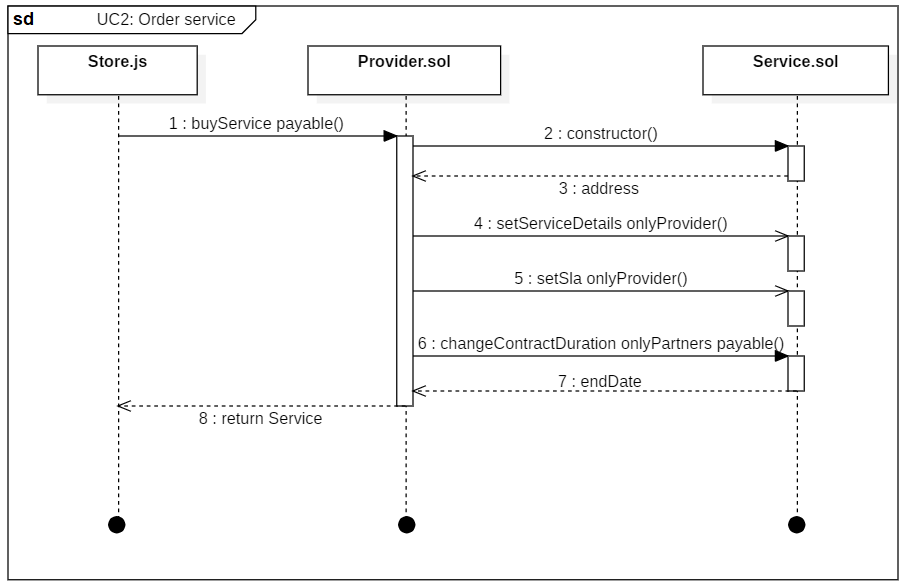 sd UC2: Order service
Store.js
Provider.sol
Service.sol
1 : buyService payable()
2 : constructor()
3 : address
4 : setServiceDetails onlyProvider()
5 : setSla onlyProvider()
6 : changeContractDuration onlyPartners payable()
7 : endDate
8 : return Service